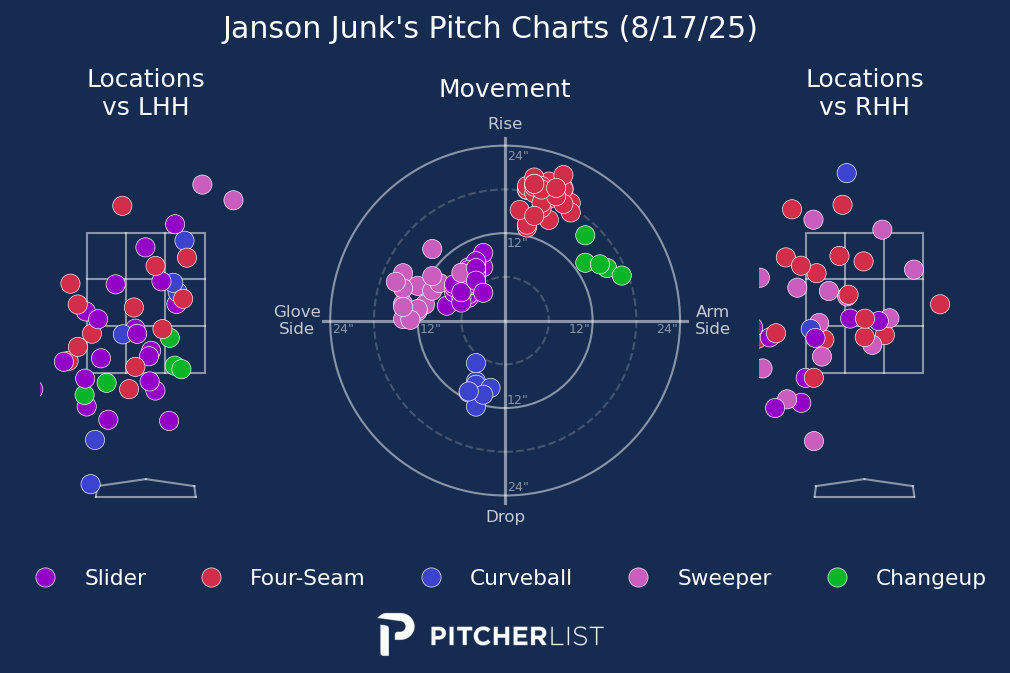 Janson Junk's Pitch Charts (8/17/25)
Locations
vs LHH
Movement
Locations
vs RHH
Rise
24"
12"
Glove
Side
24"
12"
12"
24"
Arm
Side
12"
24"
Drop
Slider
Four-Seam
Curveball
Sweeper
Changeup
PITCHERLIST